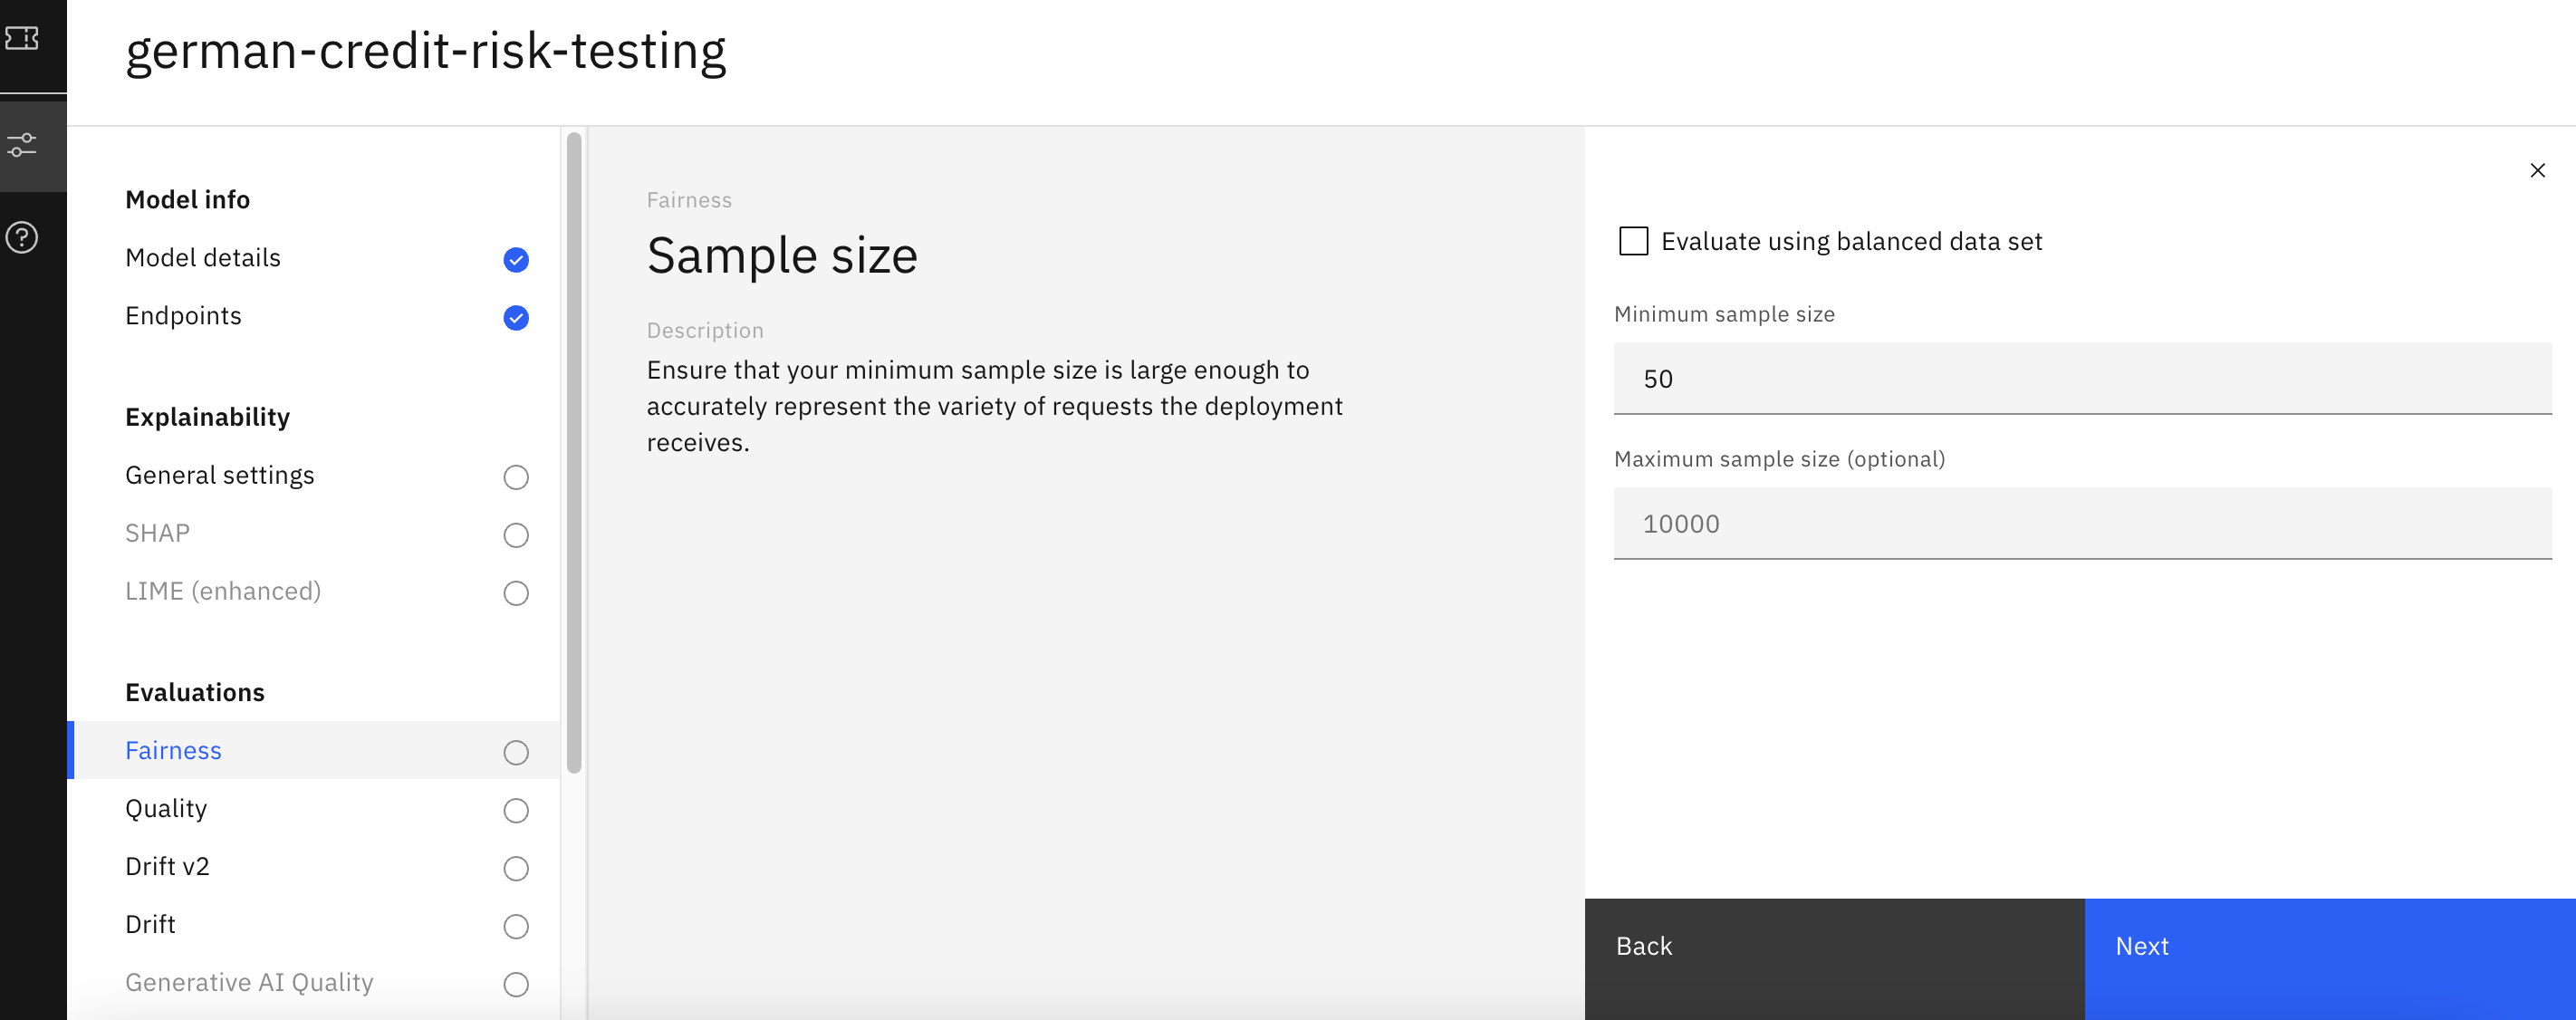 german-credit-risk-testing
Model info
Model details
Endpoints
Explainability
General settings
SHAP
LIME (enhanced)
Evaluations
Fairness
Quality
Drift v2
Drift
Generative AI Quality
Fairness
Sample size
Description
Ensure that your minimum sample size is large enough to
accurately represent the variety of requests the deployment
receives.
Evaluate using balanced data set
Minimum sample size
50
Maximum sample size (optional)
10000
Back
Next